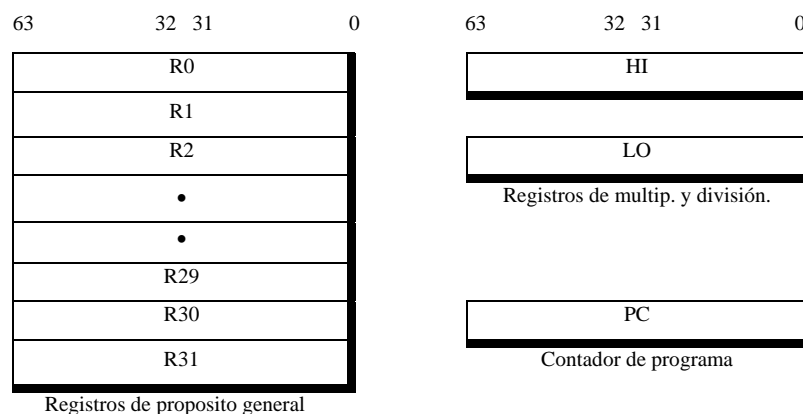 63 32 31 0
R0
R1
R2
•
•
R29
R30
R31
Registros de proposito general
63 32 31 0
HI
LO
Registros de multip. y división.
PC
Contador de programa